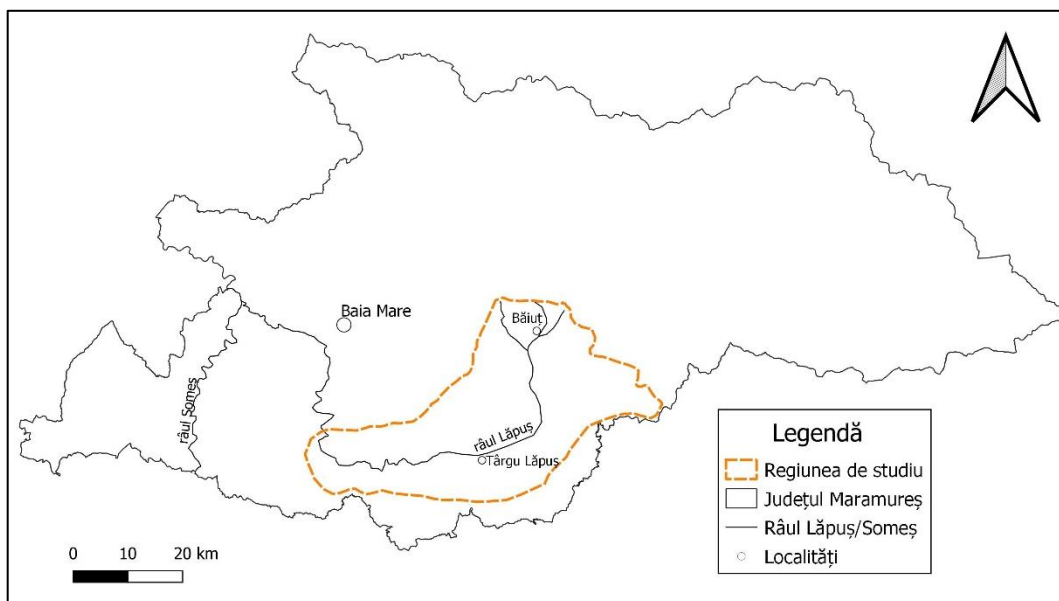 Baia Mare
Băiuț
râul Someș
râul Lăpuș
Târgu Lăpuș
Legendă
Regiunea de studiu
Județul Maramureș
Râul Lăpuș/Someș
Localități
0 10 20 km